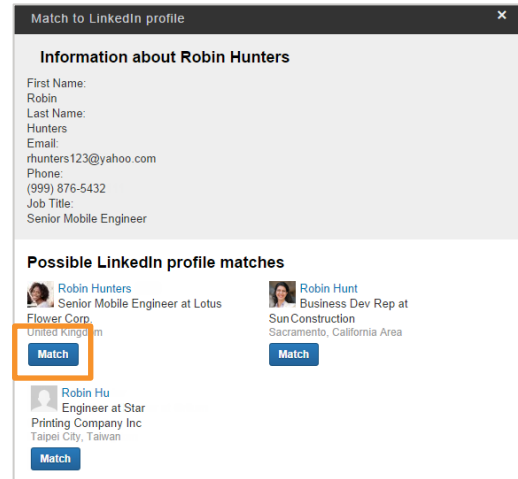 Match to LinkedIn profile ×
Information about Robin Hunters
First Name:
Robin
Last Name:
Hunters
Email:
rhunters123@yahoo.com
Phone:
(999) 876-5432
Job Title:
Senior Mobile Engineer
Possible LinkedIn profile matches
Robin Hunters
Senior Mobile Engineer at Lotus
Flower Corp.
United Kingdom
Match
Robin Hunt
Business Dev Rep at
SunConstruction
Sacramento, California Area
Match
Robin Hu
Engineer at Star
Printing Company Inc
Taipei City, Taiwan
Match